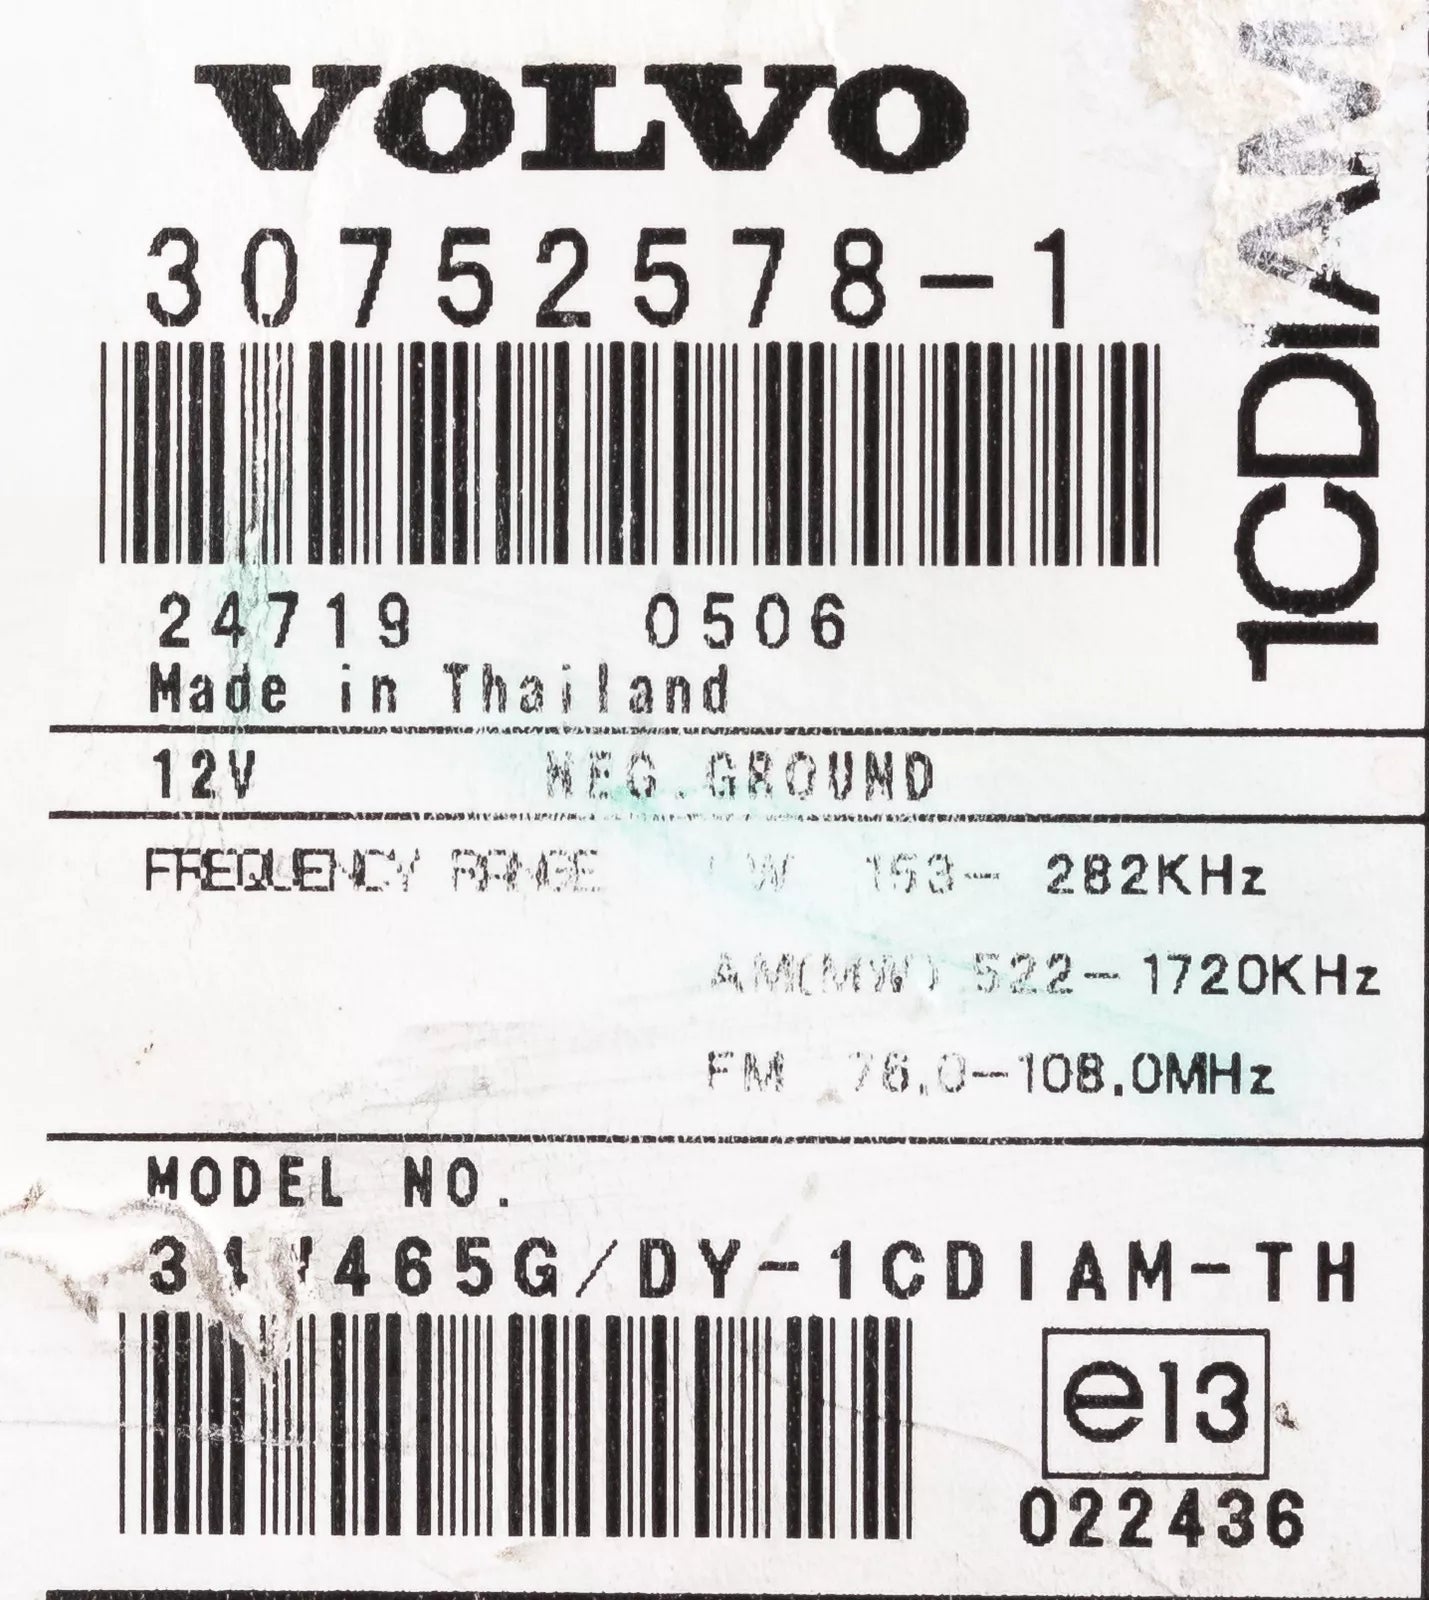 VOLVO
30752578-1
1CDIAM
24719 0506
Made in Thailand
12V NEG.GROUND
FREQUENCY RANGE LW 153- 282KHz
AM(MW) 522-1720KHz
FM 76.0-108.0MHz
MODEL NO.
465G/DY-1CDIAM-TH
e13
022436